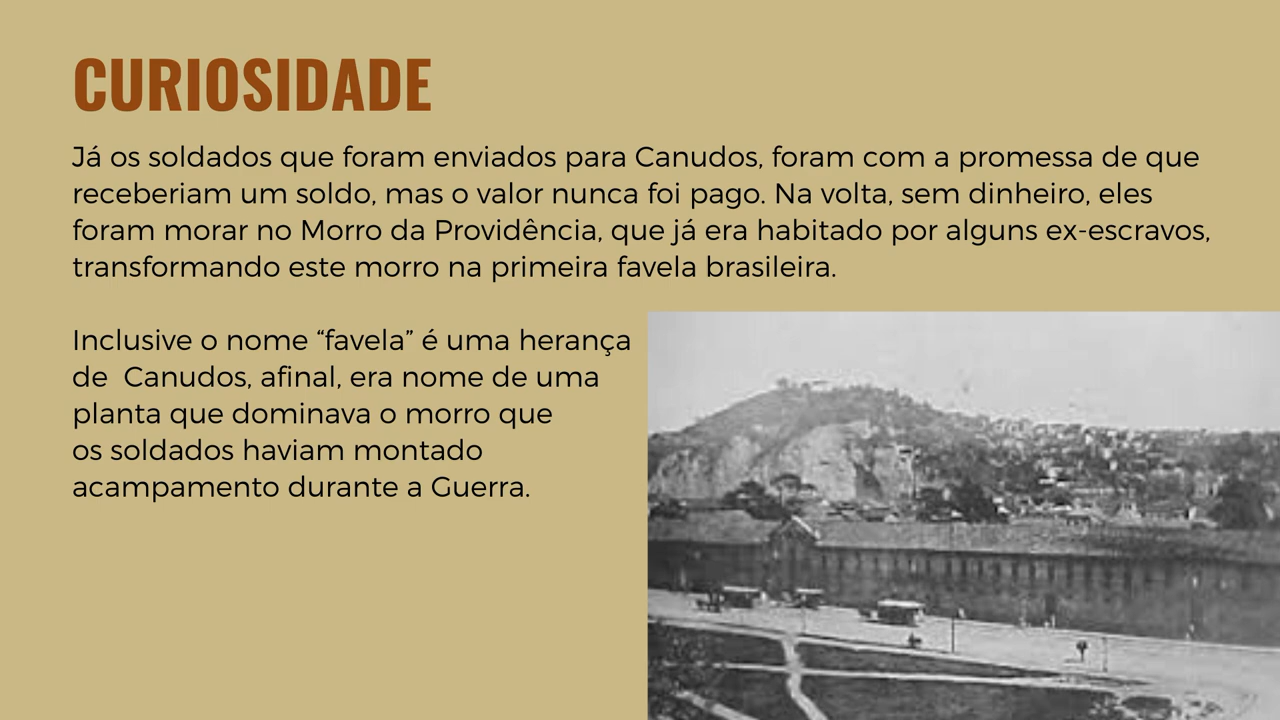 CURIOSIDADE
Já os soldados que foram enviados para Canudos, foram com a promessa de que
receberiam um soldo, mas o valor nunca foi pago. Na volta, sem dinheiro, eles
foram morar no Morro da Providência, que já era habitado por alguns ex-escravos,
transformando este morro na primeira favela brasileira.
Inclusive o nome “favela” é uma herança
de  Canudos, afinal, era nome de uma
planta que dominava o morro que
os soldados haviam montado
acampamento durante a Guerra.